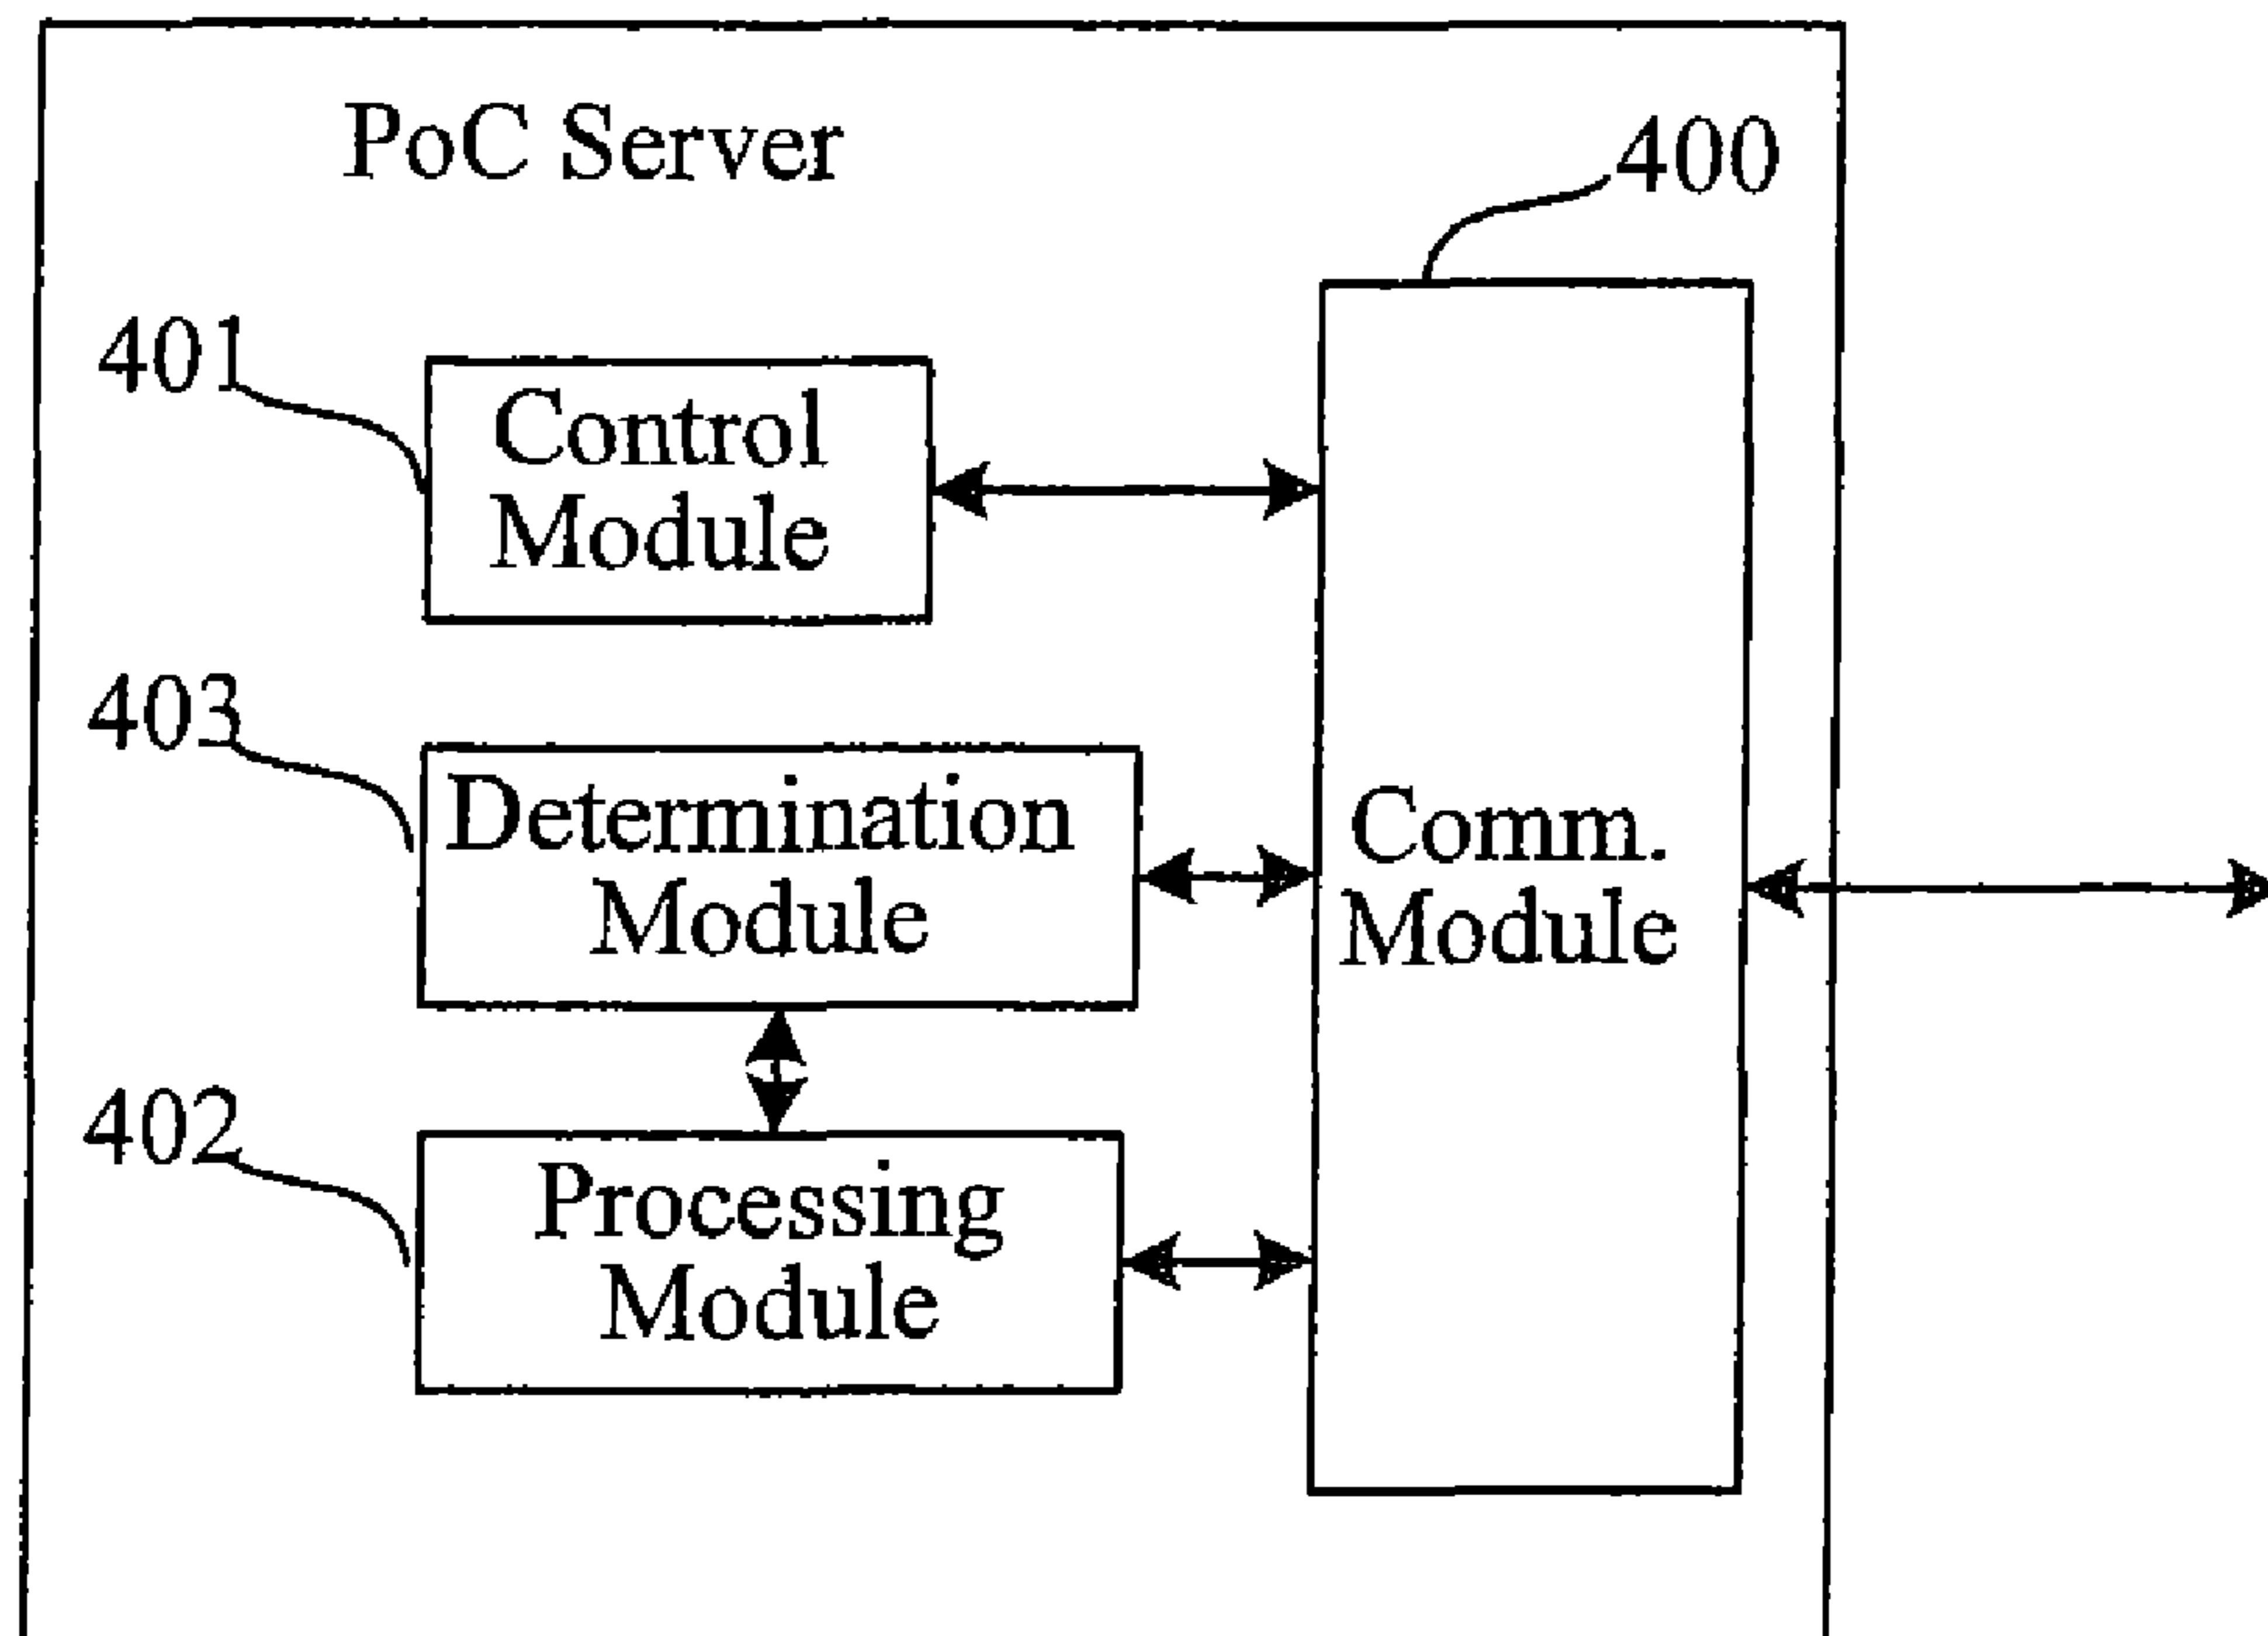 PoC Server
400
401
Control
Module
403
Determination
Module
Comm.
Module
402
Processing
Module